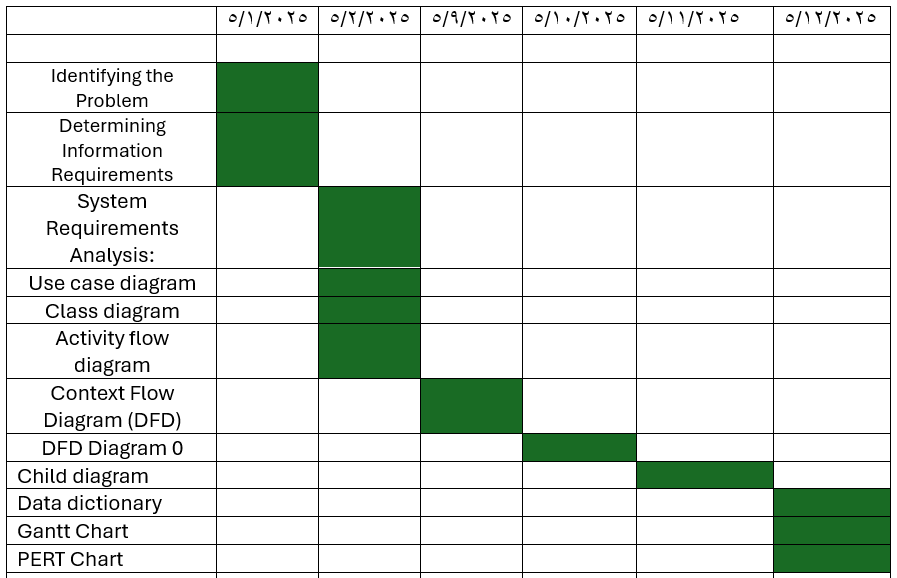 ٥/١/٢٠٢٥ ٥/٢/٢٠٢٥ ٥/٩/٢٠٢٥ ٥/١٠/٢٠٢٥ ٥/١١/٢٠٢٥ ٥/١٢/٢٠٢٥
Identifying the
Problem
Determining
Information
Requirements
System
Requirements
Analysis:
Use case diagram
Class diagram
Activity flow
diagram
Context Flow
Diagram (DFD)
DFD Diagram 0
Child diagram
Data dictionary
Gantt Chart
PERT Chart